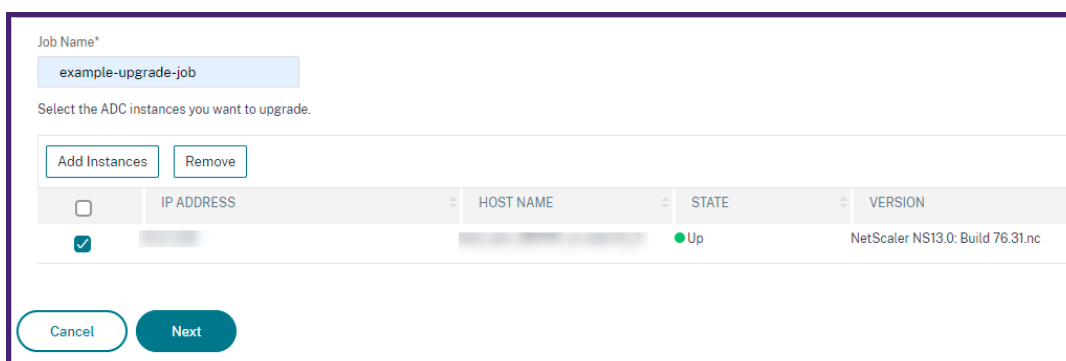 Job Name*
example-upgrade-job
Select the ADC instances you want to upgrade.
Add Instances Remove
IP ADDRESS HOST NAME STATE VERSION
Up NetScaler NS13.0: Build 76.31.nc
Cancel Next